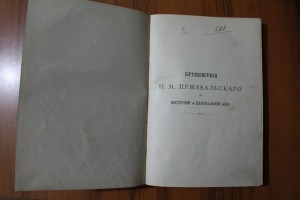 ПУТЕШЕСТВІЯ
Н. М. ПРЖЕВАЛЬСКАГО
ВЪ
ВОСТОЧНОЙ и ЦЕНТРАЛЬНОЙ АЗІИ